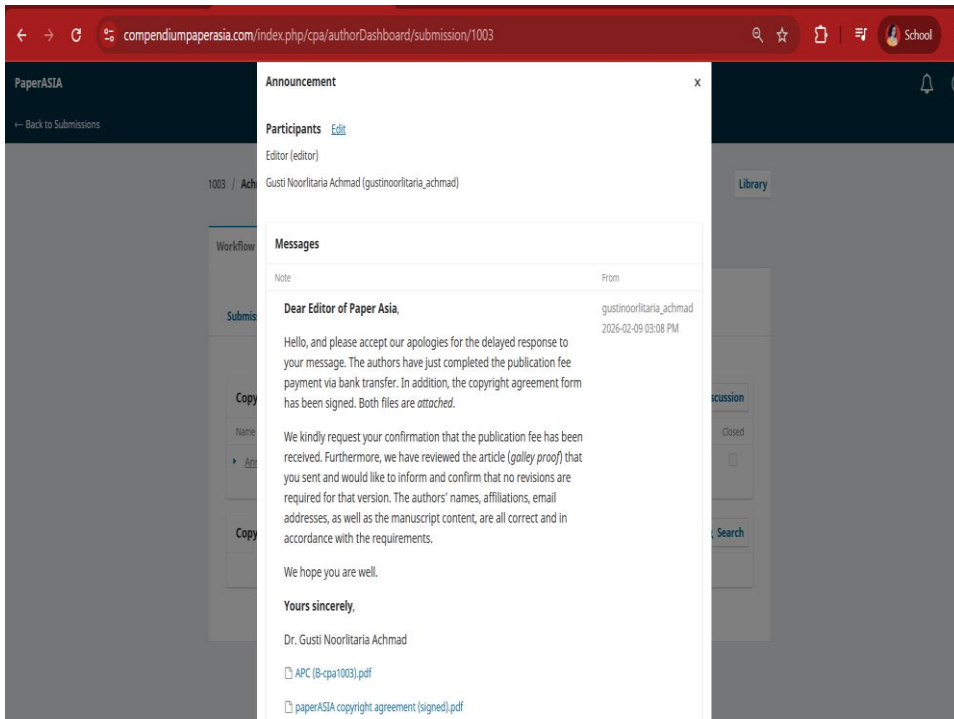 compendiumpaperasia.com/index.php/cpa/authorDashboard/submission/1003
School
PaperASIA
← Back to Submissions
1003 / Ach
Library
Workflow
Submis
Copy
scussion
Name
Closed
An
Copy
Search
Announcement
x
Participants Edit
Editor (editor)
Gusti Noorlitaria Achmad (gustinoorlitaria_achmad)
Messages
Note
From
Dear Editor of Paper Asia,
gustinoorlitaria_achmad
2026-02-09 03:08 PM
Hello, and please accept our apologies for the delayed response to
your message. The authors have just completed the publication fee
payment via bank transfer. In addition, the copyright agreement form
has been signed. Both files are attached.
We kindly request your confirmation that the publication fee has been
received. Furthermore, we have reviewed the article (galley proof) that
you sent and would like to inform and confirm that no revisions are
required for that version. The authors' names, affiliations, email
addresses, as well as the manuscript content, are all correct and in
accordance with the requirements.
We hope you are well.
Yours sincerely,
Dr. Gusti Noorlitaria Achmad
APC (B-cpa1003).pdf
paperASIA copyright agreement (signed).pdf